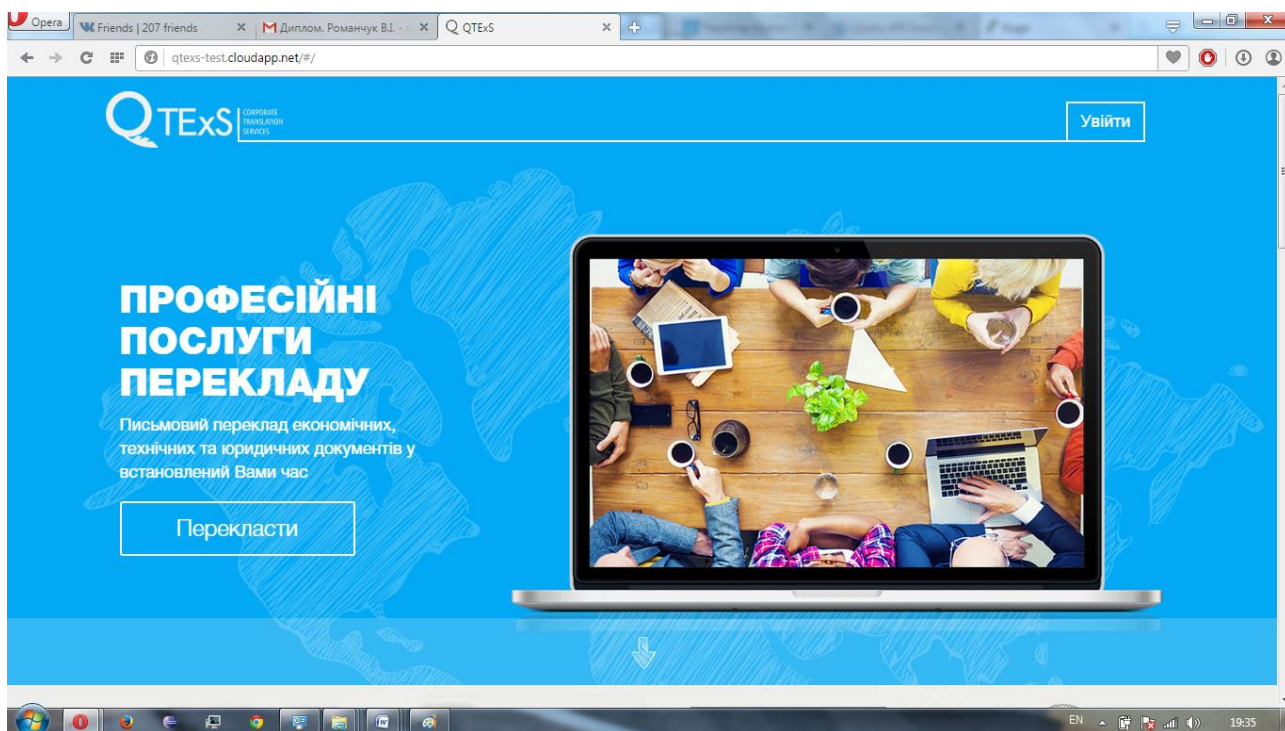 Opera
Friends | 207 friends
Диплом. Романчук В.І. -
QTExS
qtexs-test.cloudapp.net/#/
QTExS
CORPORATE
TRANSLATION
SERVICES
Увійти
ПРОФЕСІЙНІ
ПОСЛУГИ
ПЕРЕКЛАДУ
Письмовий переклад економічних,
технічних та юридичних документів у
встановлений Вами час
Перекласти
EN
19:35